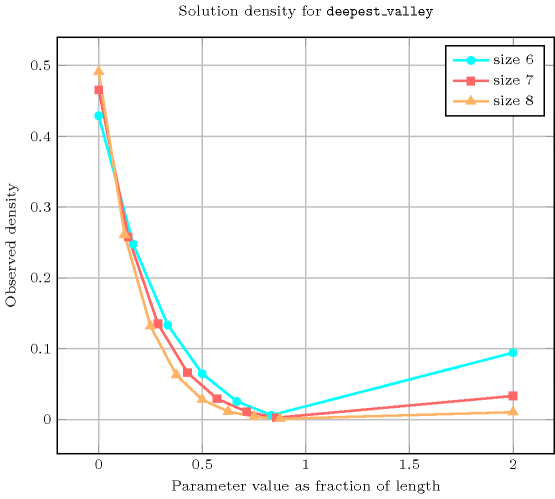 Solution density for deepest_valley
size 6
size 7
size 8
0.5
0.4
0.3
0.2
0.1
0
Observed density
0 0.5 1 1.5 2
Parameter value as fraction of length